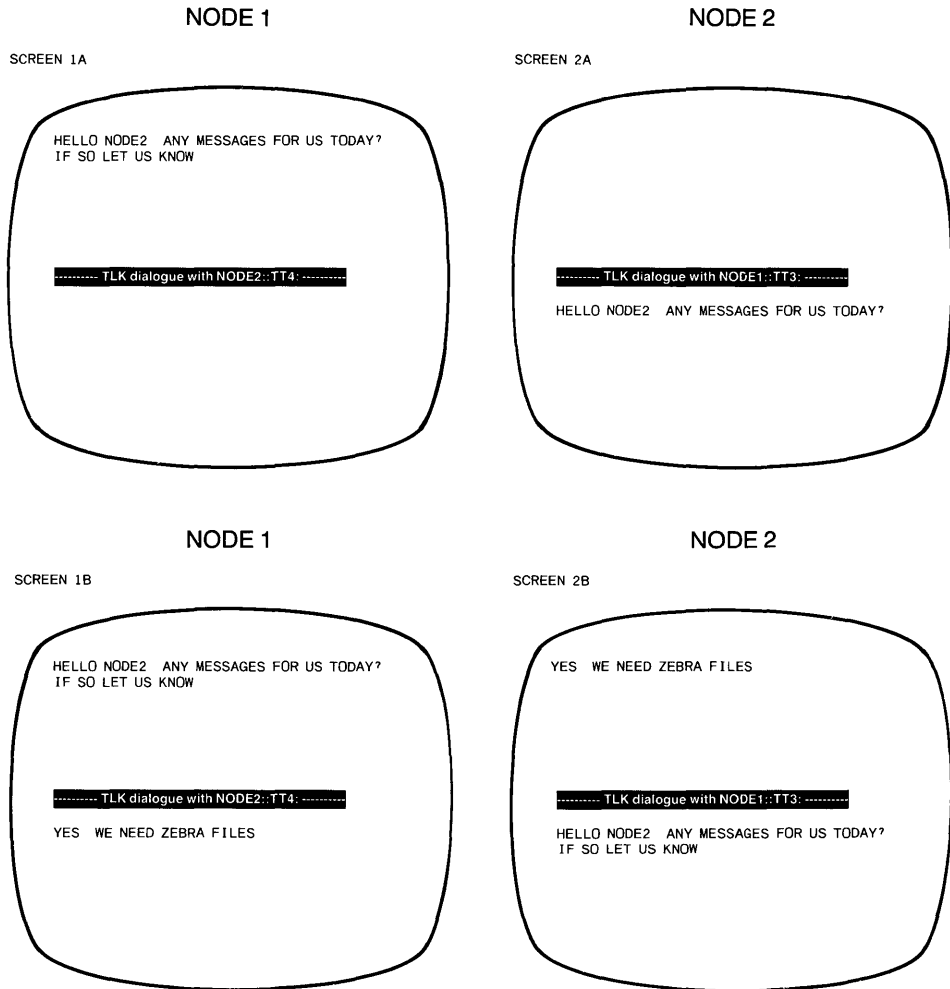 NODE 1
SCREEN 1A
HELLO NODE2 ANY MESSAGES FOR US TODAY?
IF SO LET US KNOW
---------- TLK dialogue with NODE2::TT4: ----------
NODE 2
SCREEN 2A
---------- TLK dialogue with NODE1::TT3: ----------
HELLO NODE2 ANY MESSAGES FOR US TODAY?
NODE 1
SCREEN 1B
HELLO NODE2 ANY MESSAGES FOR US TODAY?
IF SO LET US KNOW
---------- TLK dialogue with NODE2::TT4: ----------
YES WE NEED ZEBRA FILES
NODE 2
SCREEN 2B
YES WE NEED ZEBRA FILES
---------- TLK dialogue with NODE1::TT3: ----------
HELLO NODE2 ANY MESSAGES FOR US TODAY?
IF SO LET US KNOW